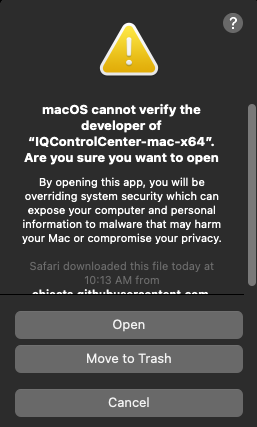 ?
macOS cannot verify the
developer of
“IQControlCenter-mac-x64”.
Are you sure you want to open
By opening this app, you will be
overriding system security which can
expose your computer and personal
information to malware that may harm
your Mac or compromise your privacy.
Safari downloaded this file today at
10:13 AM from
objects.githubusercontent.com
Open
Move to Trash
Cancel